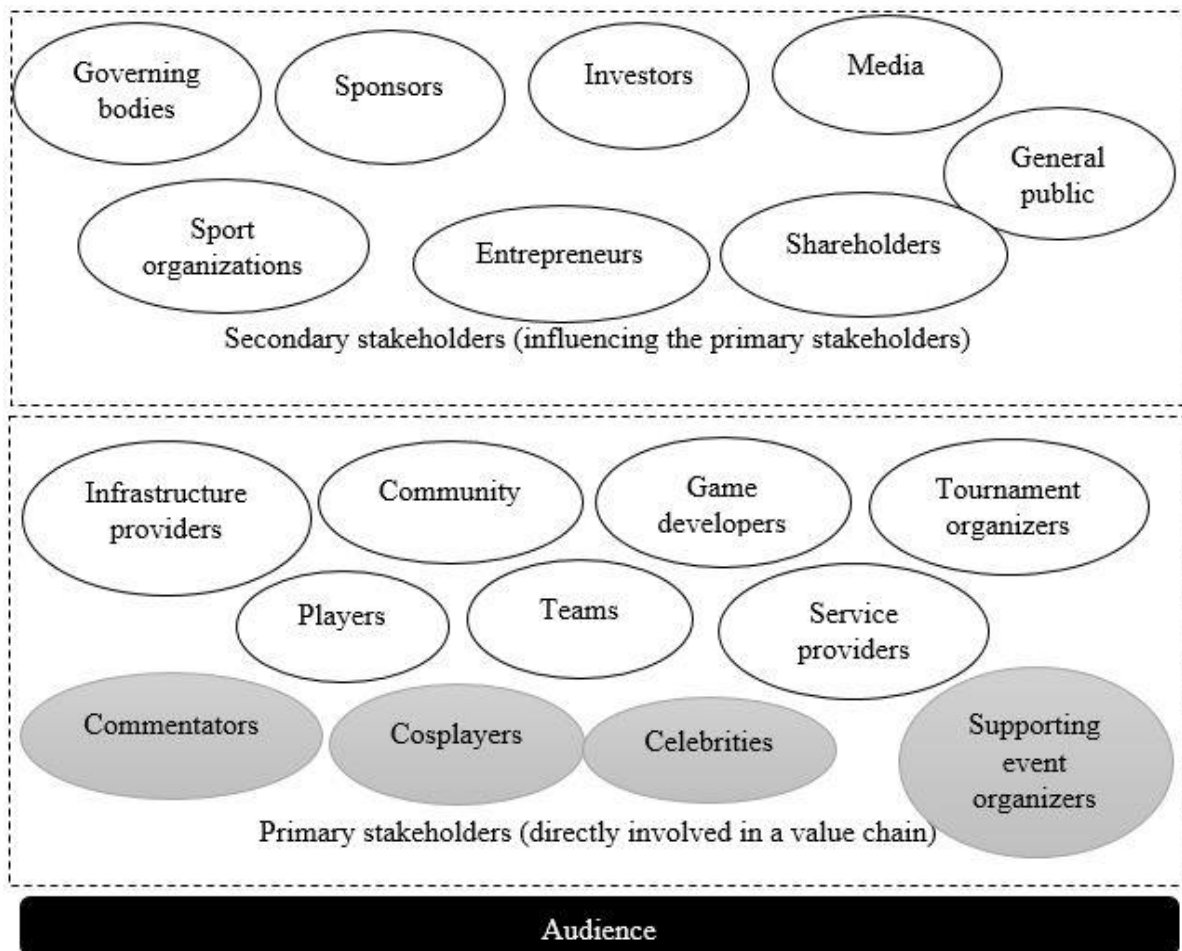 Governing
bodies
Sponsors
Investors
Media
General
public
Sport
organizations
Entrepreneurs
Shareholders
Secondary stakeholders (influencing the primary stakeholders)
Infrastructure
providers
Community
Game
developers
Tournament
organizers
Players
Teams
Service
providers
Commentators
Cosplayers
Celebrities
Supporting
event
organizers
Primary stakeholders (directly involved in a value chain)
Audience